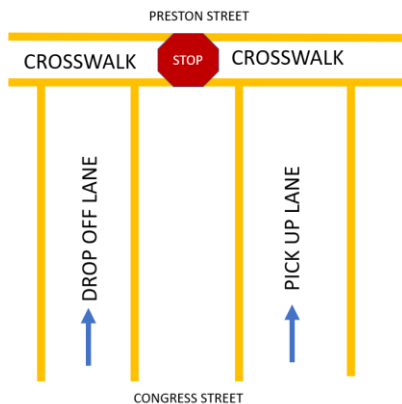 PRESTON STREET
CROSSWALK
STOP
CROSSWALK
DROP OFF LANE
PICK UP LANE
CONGRESS STREET